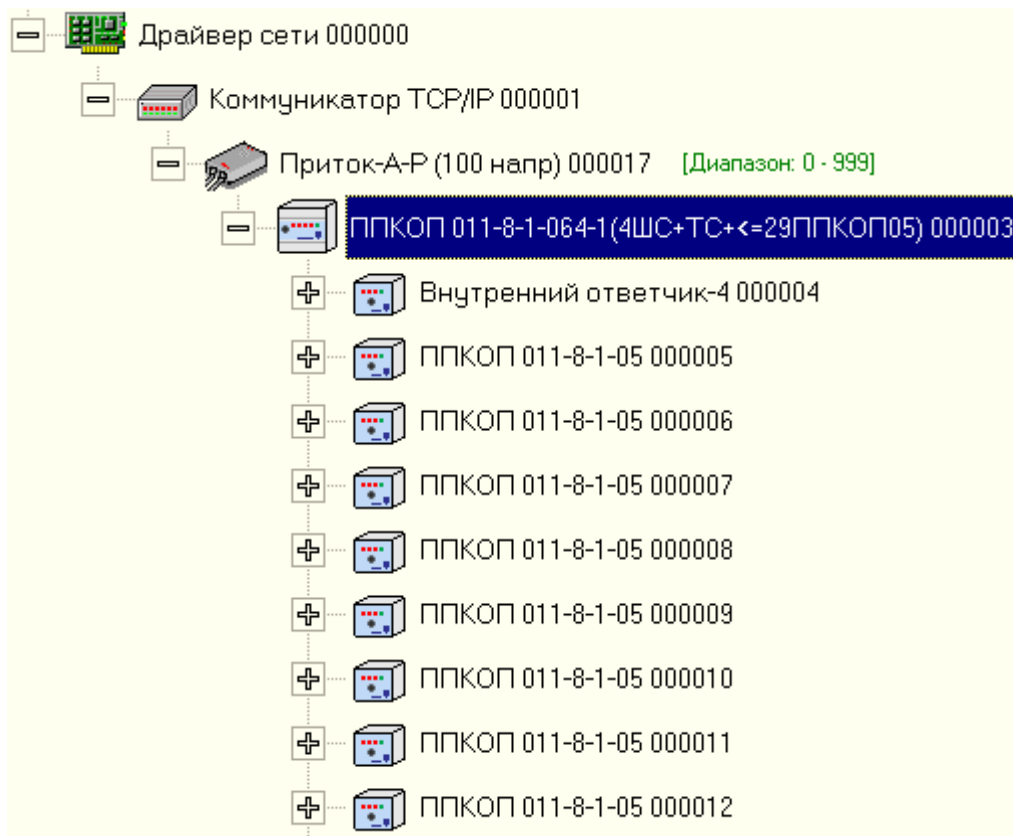 Драйвер сети 000000
Коммуникатор TCP/IP 000001
Приток-А-Р (100 напр) 000017 [Диапазон: 0 - 999]
ППКОП 011-8-1-064-1(4ШС+ТС+<=29ППКОП05) 000003
Внутренний ответчик-4 000004
ППКОП 011-8-1-05 000005
ППКОП 011-8-1-05 000006
ППКОП 011-8-1-05 000007
ППКОП 011-8-1-05 000008
ППКОП 011-8-1-05 000009
ППКОП 011-8-1-05 000010
ППКОП 011-8-1-05 000011
ППКОП 011-8-1-05 000012